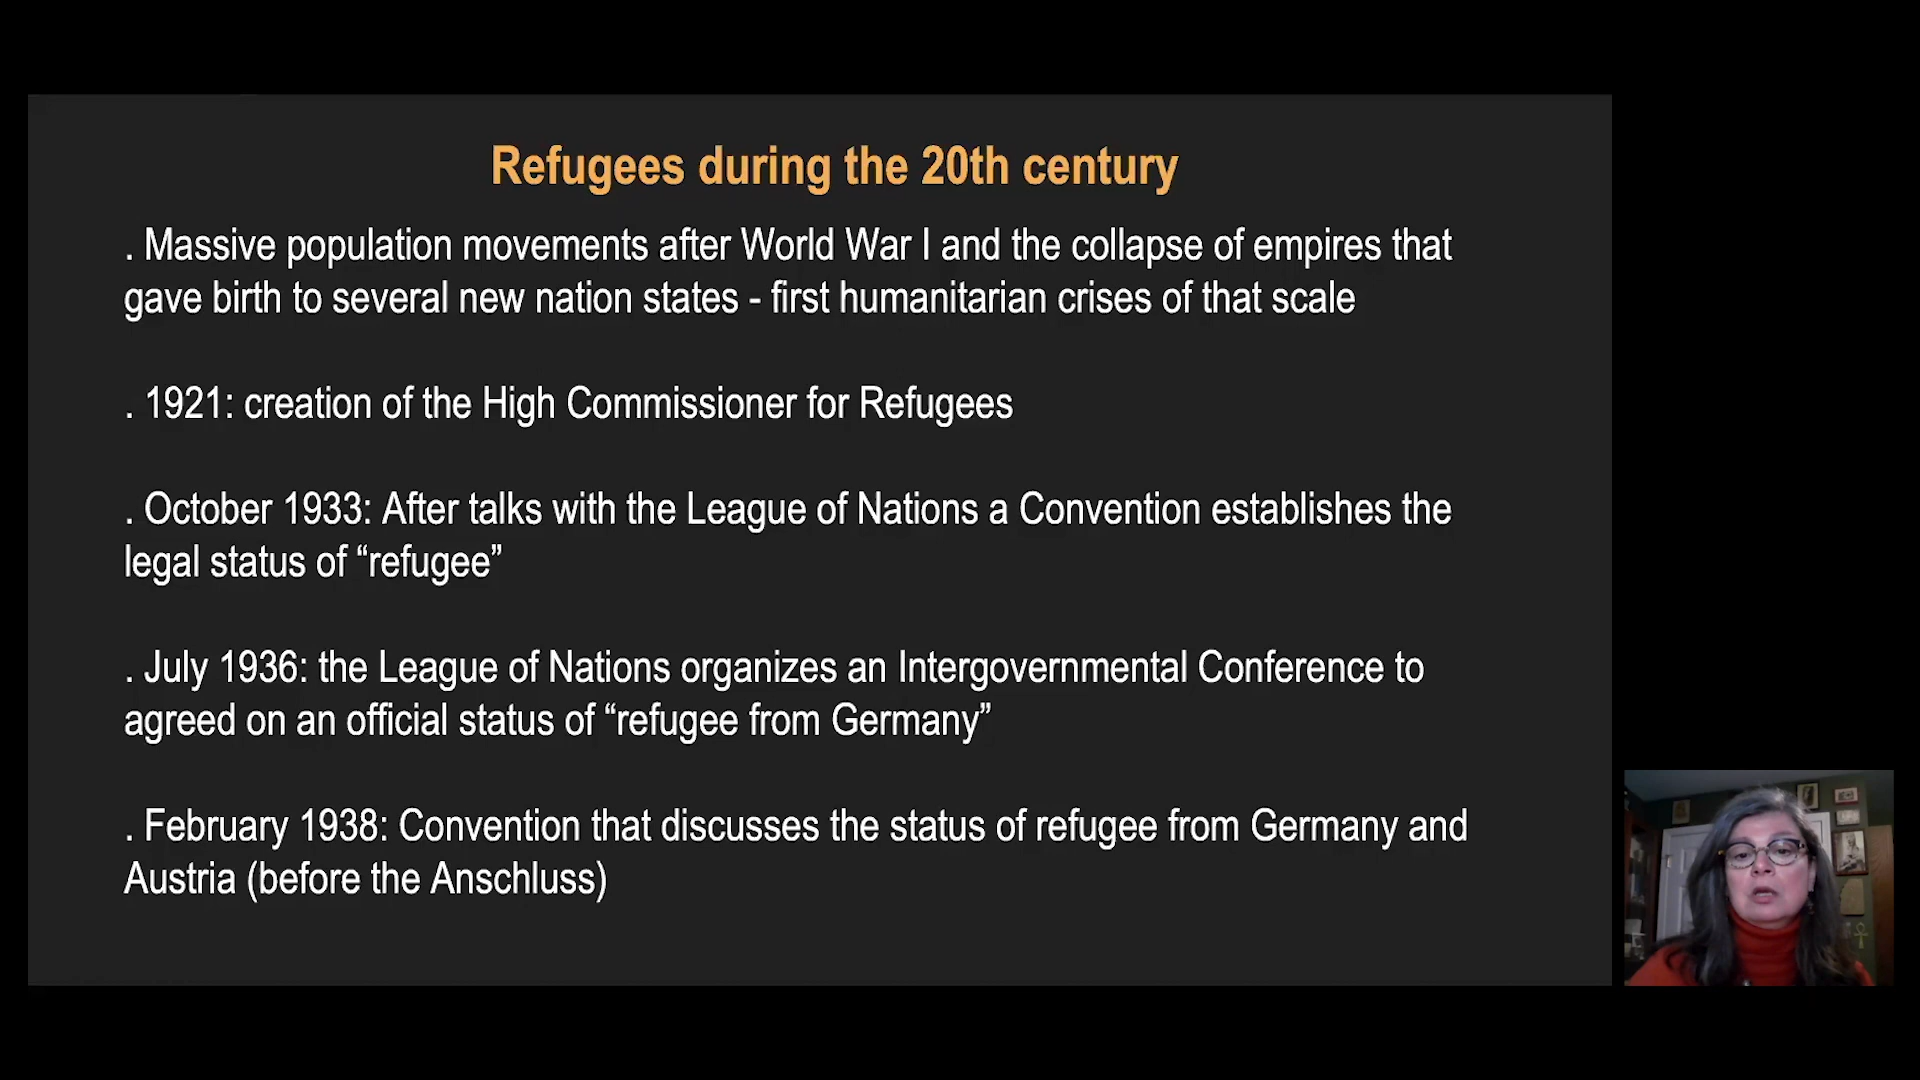 Refugees during the 20th century
. Massive population movements after World War I and the collapse of empires that
gave birth to several new nation states - first humanitarian crises of that scale
. 1921: creation of the High Commissioner for Refugees
. October 1933: After talks with the League of Nations a Convention establishes the
legal status of “refugee”
. July 1936: the League of Nations organizes an Intergovernmental Conference to
agreed on an official status of “refugee from Germany”
. February 1938: Convention that discusses the status of refugee from Germany and
Austria (before the Anschluss)